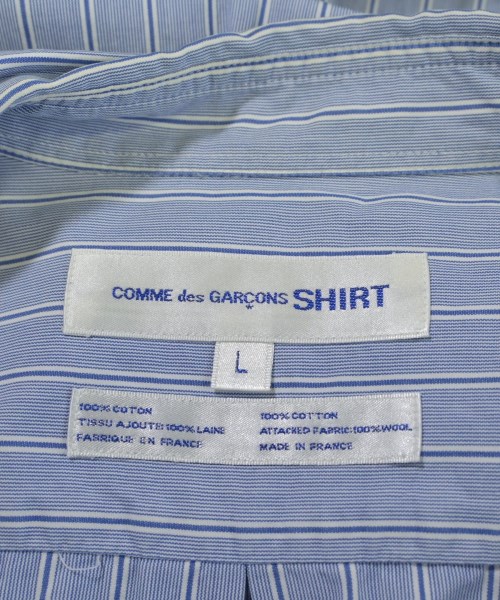 COMME des GARÇONS SHIRT
L
100% COTON
TISSU AJOUTE:100% LAINE
FABRIQUE EN FRANCE
100% COTTON
ATTACHED FABRIC:100% WOOL
MADE IN FRANCE